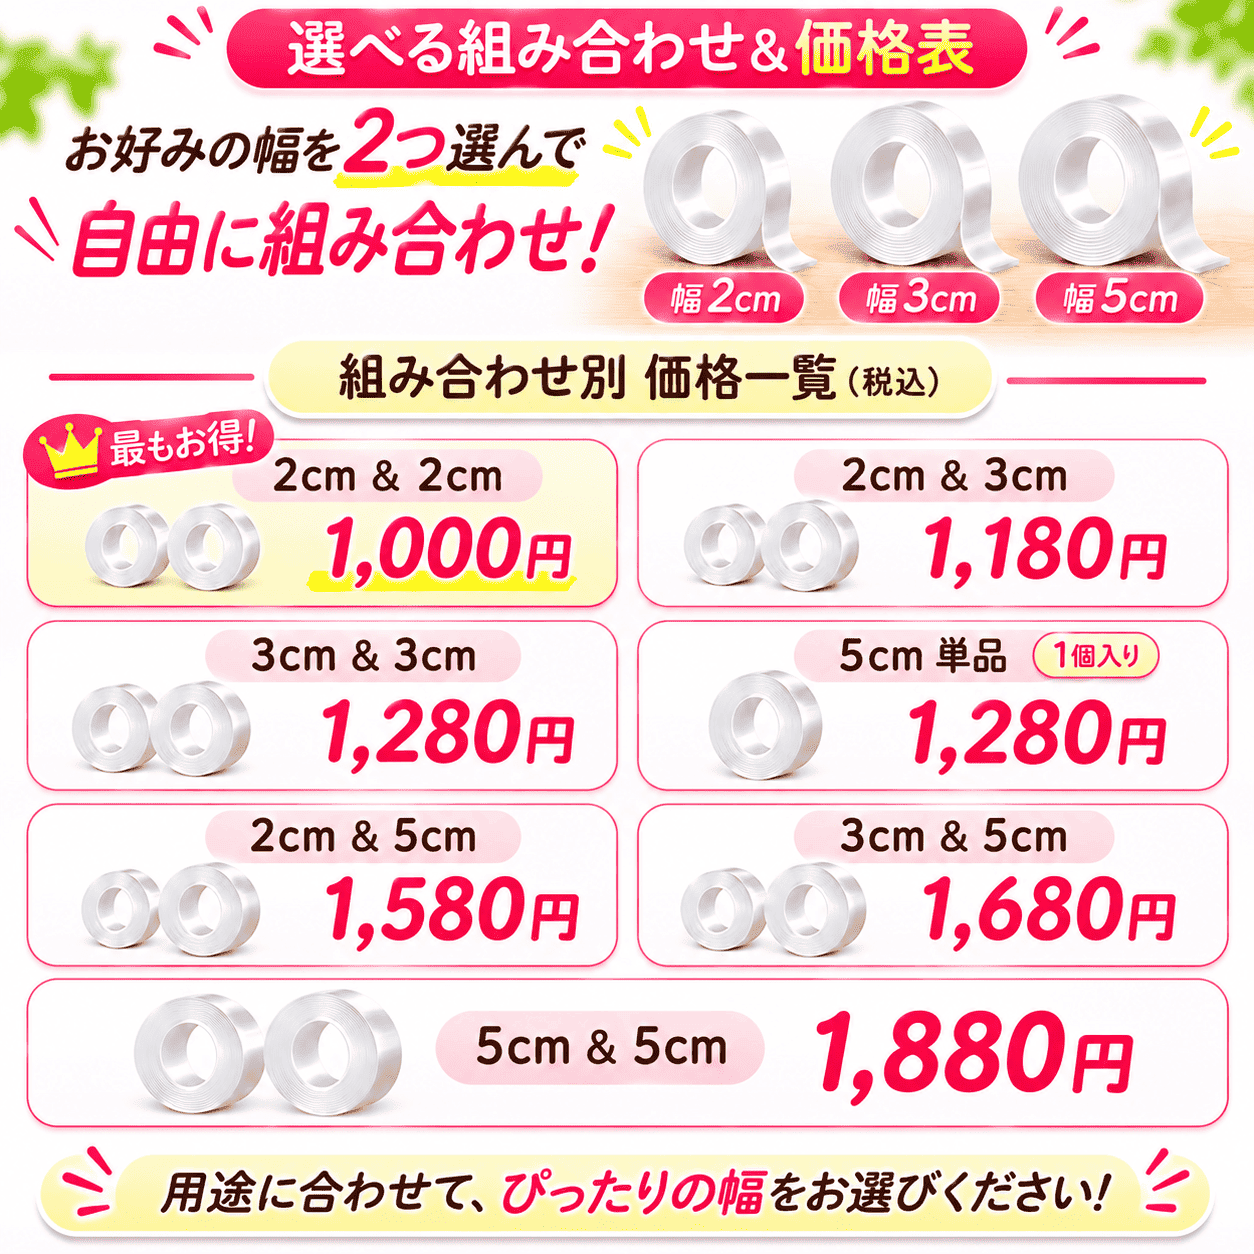 選べる組み合わせ&価格表
お好みの幅を2つ選んで
自由に組み合わせ!
幅2cm
幅3cm
幅5cm
組み合わせ別 価格一覧(税込)
最もお得!
2cm & 2cm
1,000円
2cm & 3cm
1,180円
3cm & 3cm
1,280円
5cm 単品 1個入り
1,280円
2cm & 5cm
1,580円
3cm & 5cm
1,680円
5cm & 5cm
1,880円
用途に合わせて、ぴったりの幅をお選びください!